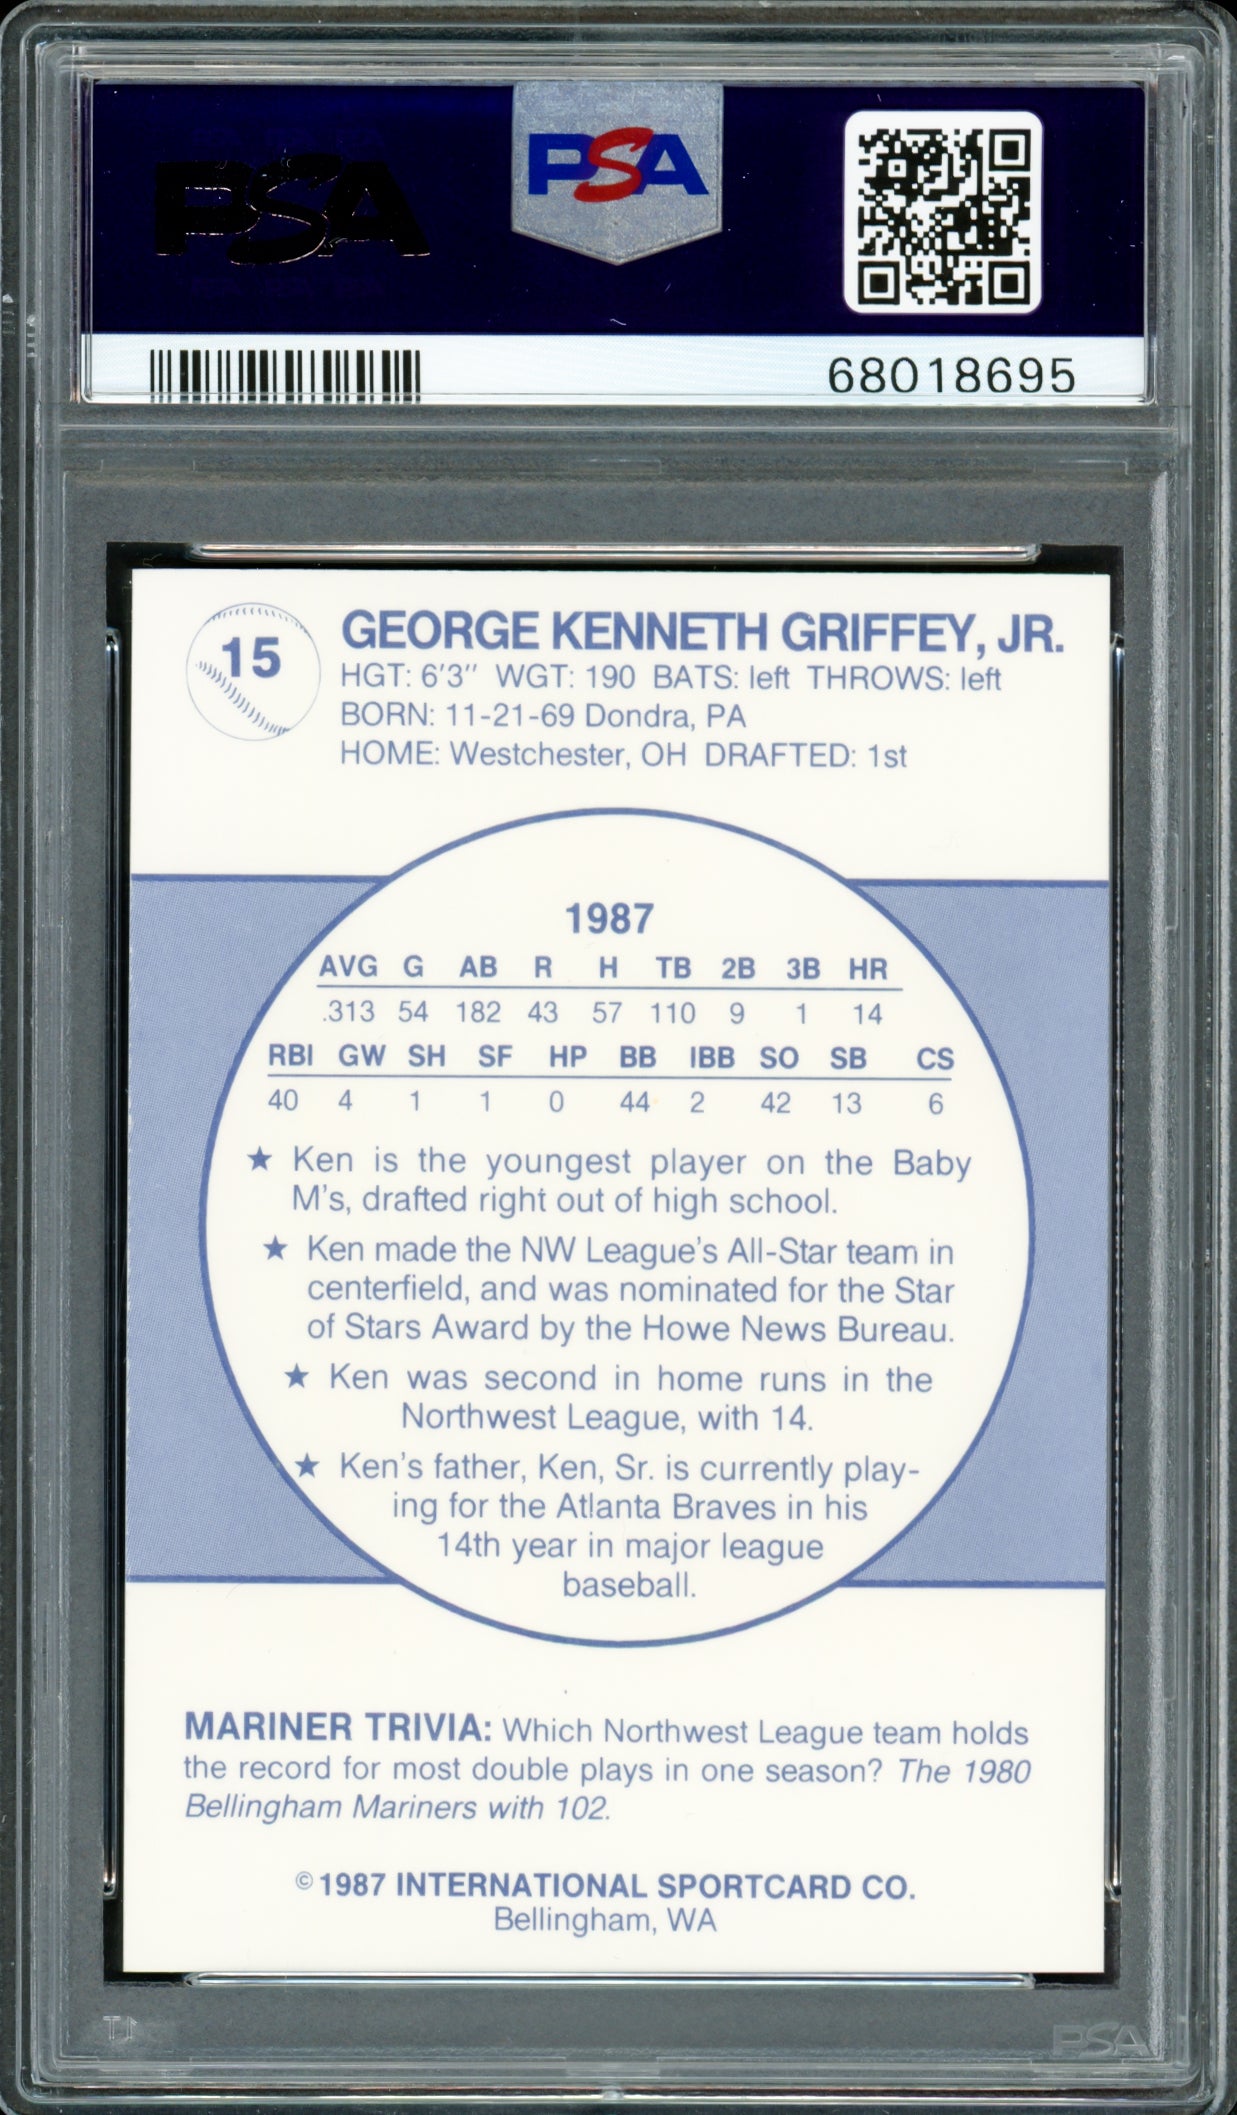 PSA
PSA
68018695
15
GEORGE KENNETH GRIFFEY, JR.
HGT: 6'3" WGT: 190 BATS: left THROWS: left
BORN: 11-21-69 Dondra, PA
HOME: Westchester, OH DRAFTED: 1st
1987
AVG G AB R H TB 2B 3B HR
.313 54 182 43 57 110 9 1 14
RBI GW SH SF HP BB IBB SO SB CS
40 4 1 1 0 44 2 42 13 6
★ Ken is the youngest player on the Baby
M's, drafted right out of high school.
★ Ken made the NW League's All-Star team in
centerfield, and was nominated for the Star
of Stars Award by the Howe News Bureau.
★ Ken was second in home runs in the
Northwest League, with 14.
★ Ken's father, Ken, Sr. is currently play-
ing for the Atlanta Braves in his
14th year in major league
baseball.
MARINER TRIVIA: Which Northwest League team holds
the record for most double plays in one season? The 1980
Bellingham Mariners with 102.
© 1987 INTERNATIONAL SPORTCARD CO.
Bellingham, WA
PSA